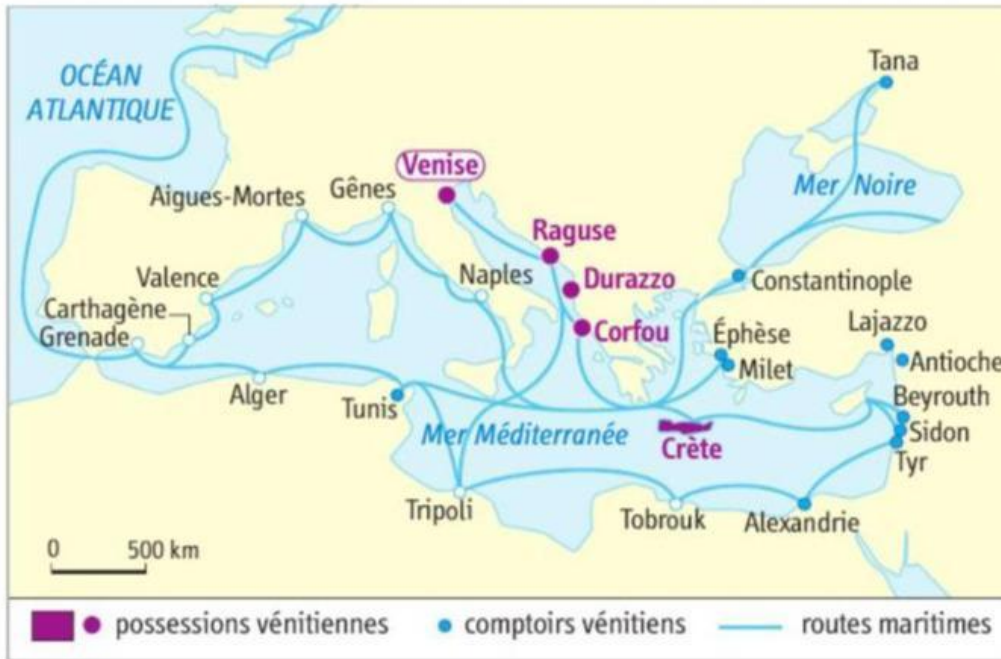 OCÉAN
ATLANTIQUE
Tana
Venise
Mer Noire
Aigues-Mortes
Gênes
Raguse
Valence
Naples
Durazzo
Constantinople
Carthagène
Grenade
Corfou
Éphèse
Lajazzo
Milet
Antioche
Alger
Tunis
Beyrouth
Mer Méditerranée
Sidon
Crète
Tyr
Tripoli
Tobrouk
Alexandrie
0 500 km
possessions vénitiennes
comptoirs vénitiens
routes maritimes